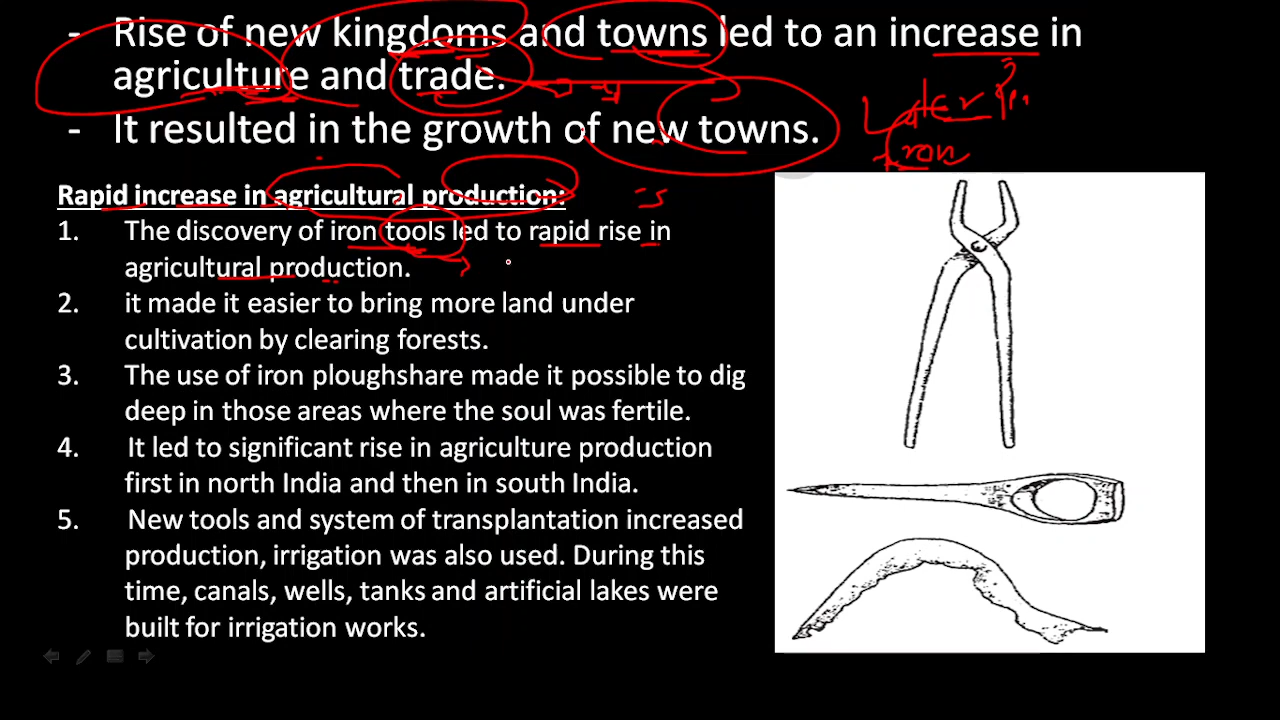 - Rise of new kingdoms and towns led to an increase in
agriculture and trade.
- It resulted in the growth of new towns.
Iron
Rapid increase in agricultural production:
1. The discovery of iron tools led to rapid rise in
agricultural production.
2. it made it easier to bring more land under
cultivation by clearing forests.
3. The use of iron ploughshare made it possible to dig
deep in those areas where the soul was fertile.
4. It led to significant rise in agriculture production
first in north India and then in south India.
5. New tools and system of transplantation increased
production, irrigation was also used. During this
time, canals, wells, tanks and artificial lakes were
built for irrigation works.